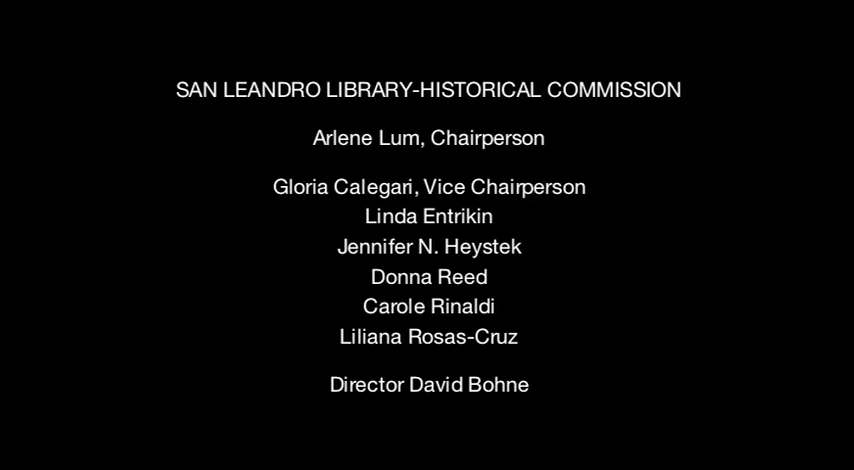 SAN LEANDRO LIBRARY-HISTORICAL COMMISSION
Arlene Lum, Chairperson
Gloria Calegari, Vice Chairperson
Linda Entrikin
Jennifer N. Heystek
Donna Reed
Carole Rinaldi
Liliana Rosas-Cruz
Director David Bohne